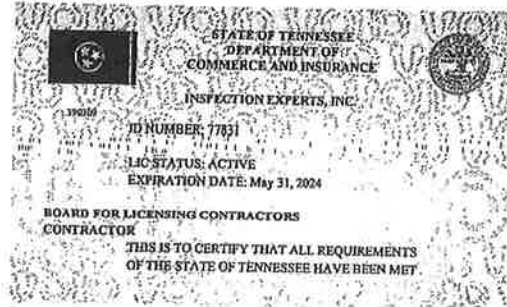 STATE OF TENNESSEE
DEPARTMENT OF
COMMERCE AND INSURANCE
INSPECTION EXPERTS, INC.
ID NUMBER: 77831
LIC STATUS: ACTIVE
EXPIRATION DATE: May 31, 2024
BOARD FOR LICENSING CONTRACTORS
CONTRACTOR
THIS IS TO CERTIFY THAT ALL REQUIREMENTS
OF THE STATE OF TENNESSEE HAVE BEEN MET